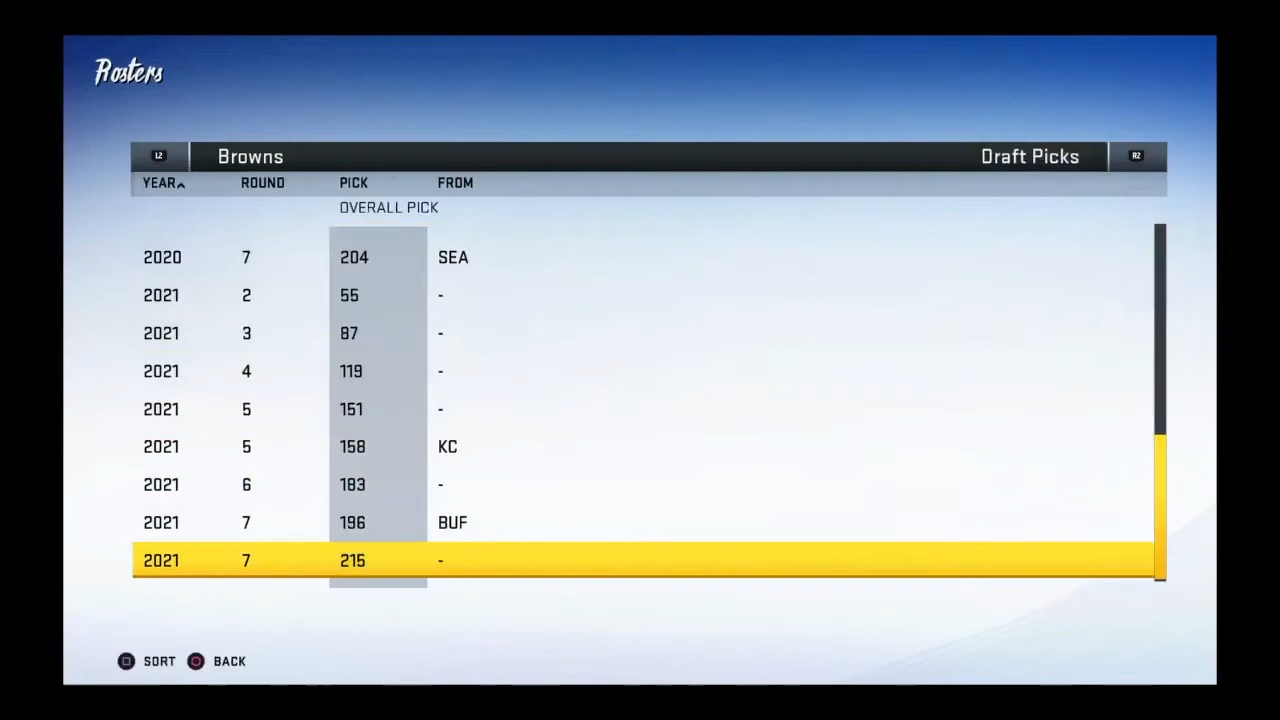 Rosters
L2 Browns Draft Picks R2
YEAR ROUND PICK FROM
OVERALL PICK
2020 7 204 SEA
2021 2 55 -
2021 3 87 -
2021 4 119 -
2021 5 151 -
2021 5 158 KC
2021 6 183 -
2021 7 196 BUF
2021 7 215 -
SORT BACK